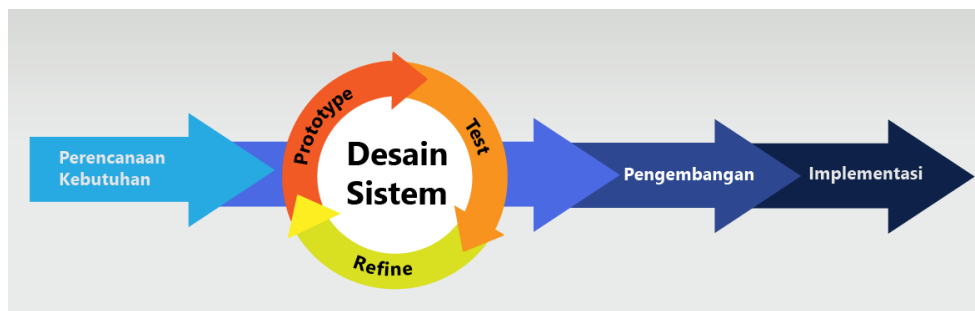 Perencanaan
Kebutuhan
Prototype
Test
Refine
Desain
Sistem
Pengembangan
Implementasi